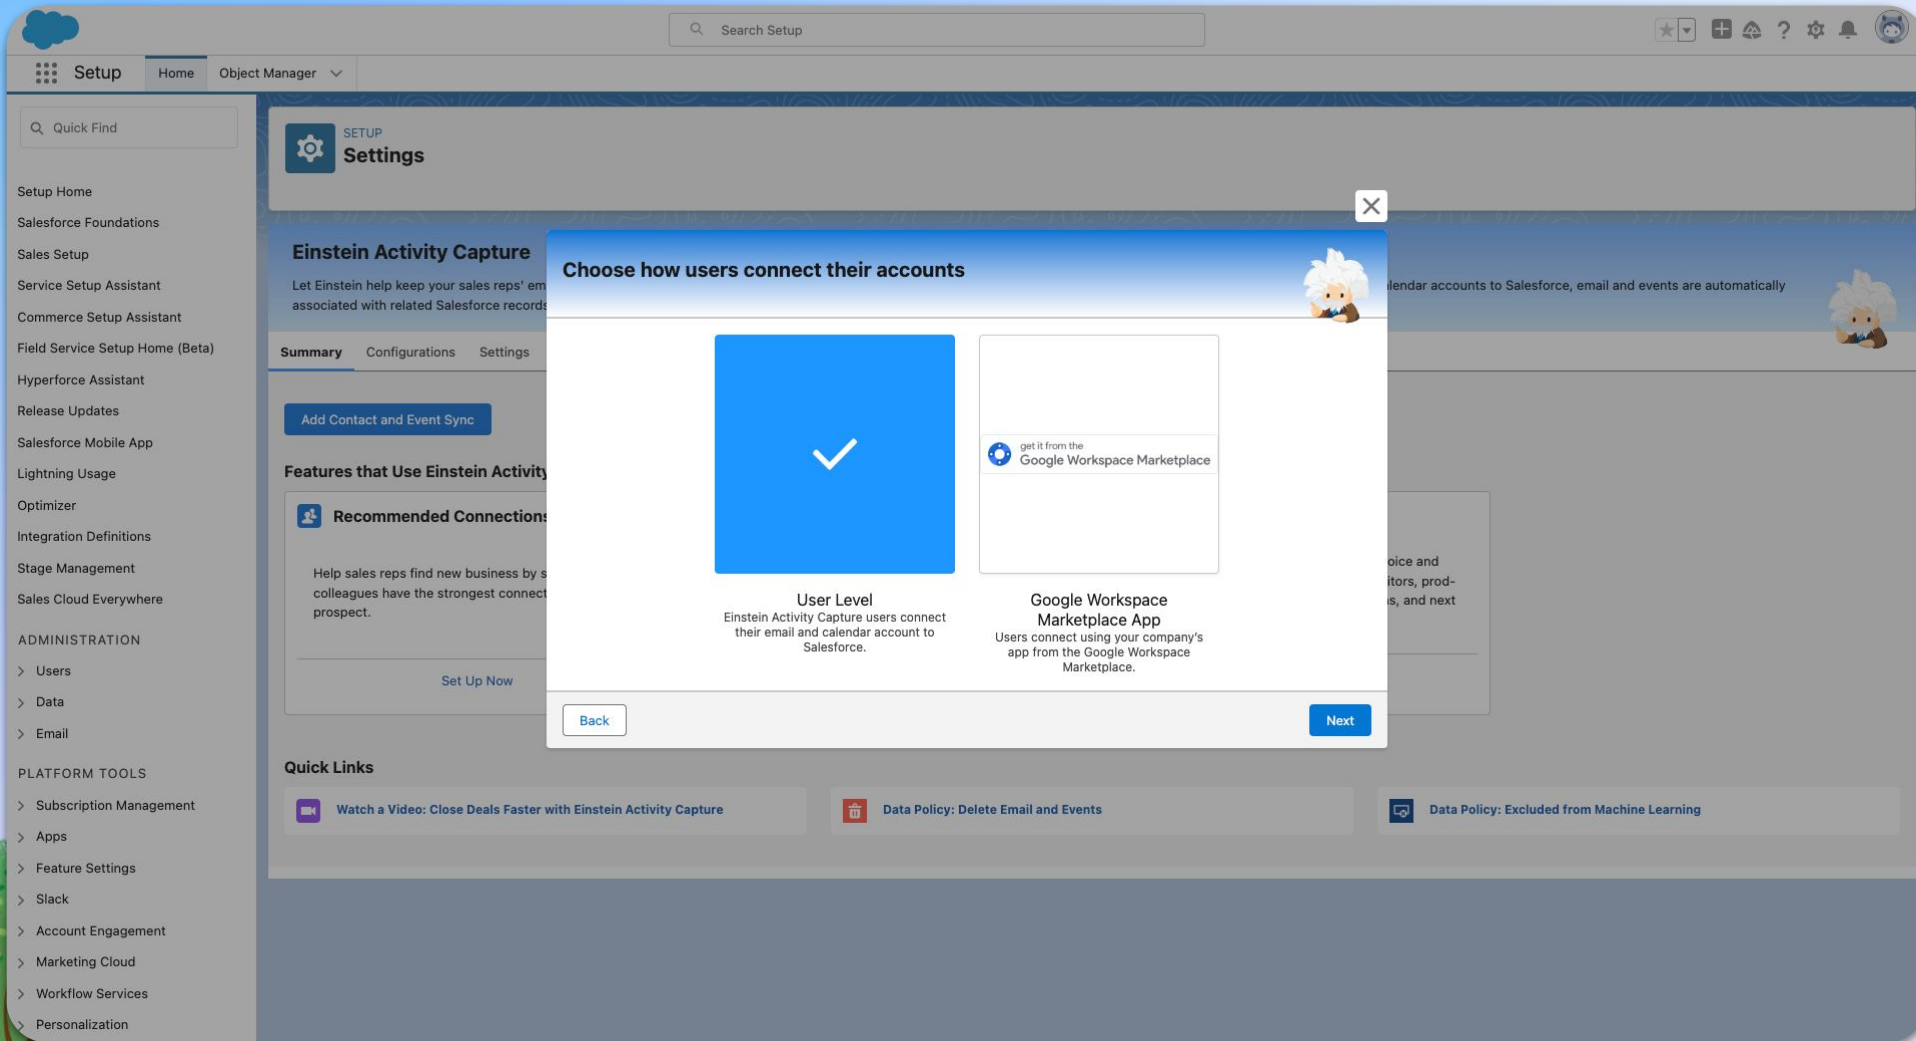 Search Setup
Setup
Home
Object Manager
Quick Find
Setup Home
Salesforce Foundations
Sales Setup
Service Setup Assistant
Commerce Setup Assistant
Field Service Setup Home (Beta)
Hyperforce Assistant
Release Updates
Salesforce Mobile App
Lightning Usage
Optimizer
Integration Definitions
Stage Management
Sales Cloud Everywhere
ADMINISTRATION
Users
Data
Email
PLATFORM TOOLS
Subscription Management
Apps
Feature Settings
Slack
Account Engagement
Marketing Cloud
Workflow Services
Personalization
SETUP
Settings
Einstein Activity Capture
Let Einstein help keep your sales reps' em
lendar accounts to Salesforce, email and events are automatically
associated with related Salesforce records
Summary
Configurations
Settings
Add Contact and Event Sync
Features that Use Einstein Activity
Recommended Connections
Help sales reps find new business by s
colleagues have the strongest connect
prospect.
Set Up Now
oice and
itors, prod-
s, and next
Choose how users connect their accounts
get it from the
Google Workspace Marketplace
User Level
Einstein Activity Capture users connect
their email and calendar account to
Salesforce.
Google Workspace
Marketplace App
Users connect using your company's
app from the Google Workspace
Marketplace.
Back
Next
Quick Links
Watch a Video: Close Deals Faster with Einstein Activity Capture
Data Policy: Delete Email and Events
Data Policy: Excluded from Machine Learning